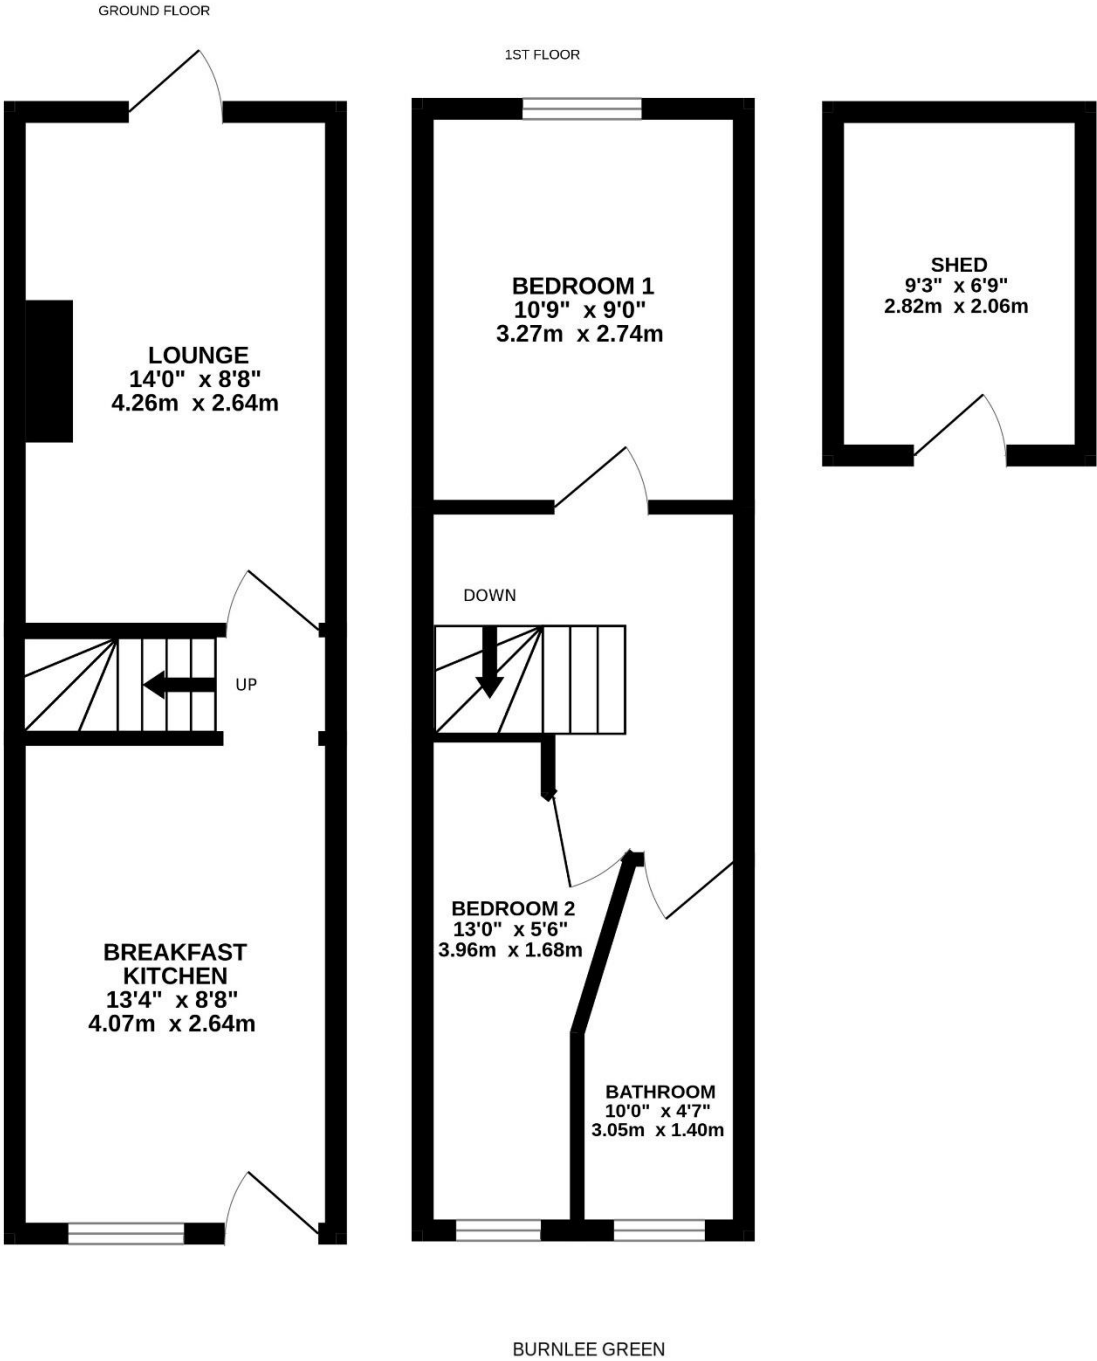 GROUND FLOOR
LOUNGE
14'0"  x 8'8"
4.26m  x 2.64m
UP
BREAKFAST
KITCHEN
13'4"  x 8'8"
4.07m  x 2.64m
1ST FLOOR
BEDROOM 1
10'9"  x 9'0"
3.27m  x 2.74m
DOWN
BEDROOM 2
13'0"  x 5'6"
3.96m  x 1.68m
BATHROOM
10'0"  x 4'7"
3.05m  x 1.40m
SHED
9'3"  x 6'9"
2.82m  x 2.06m
BURNLEE GREEN